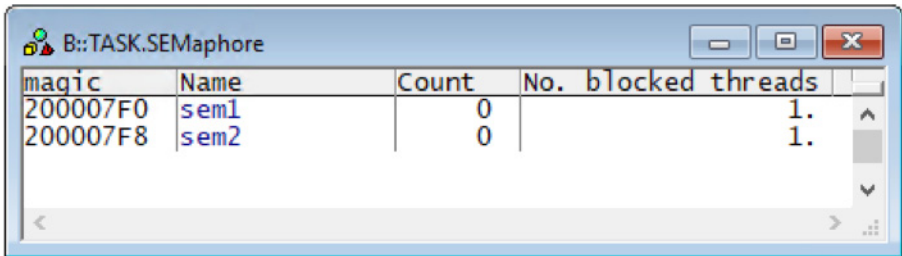 B::TASK.SEMaphore
magic Name Count No. blocked threads
200007F0 sem1 0 1.
200007F8 sem2 0 1.